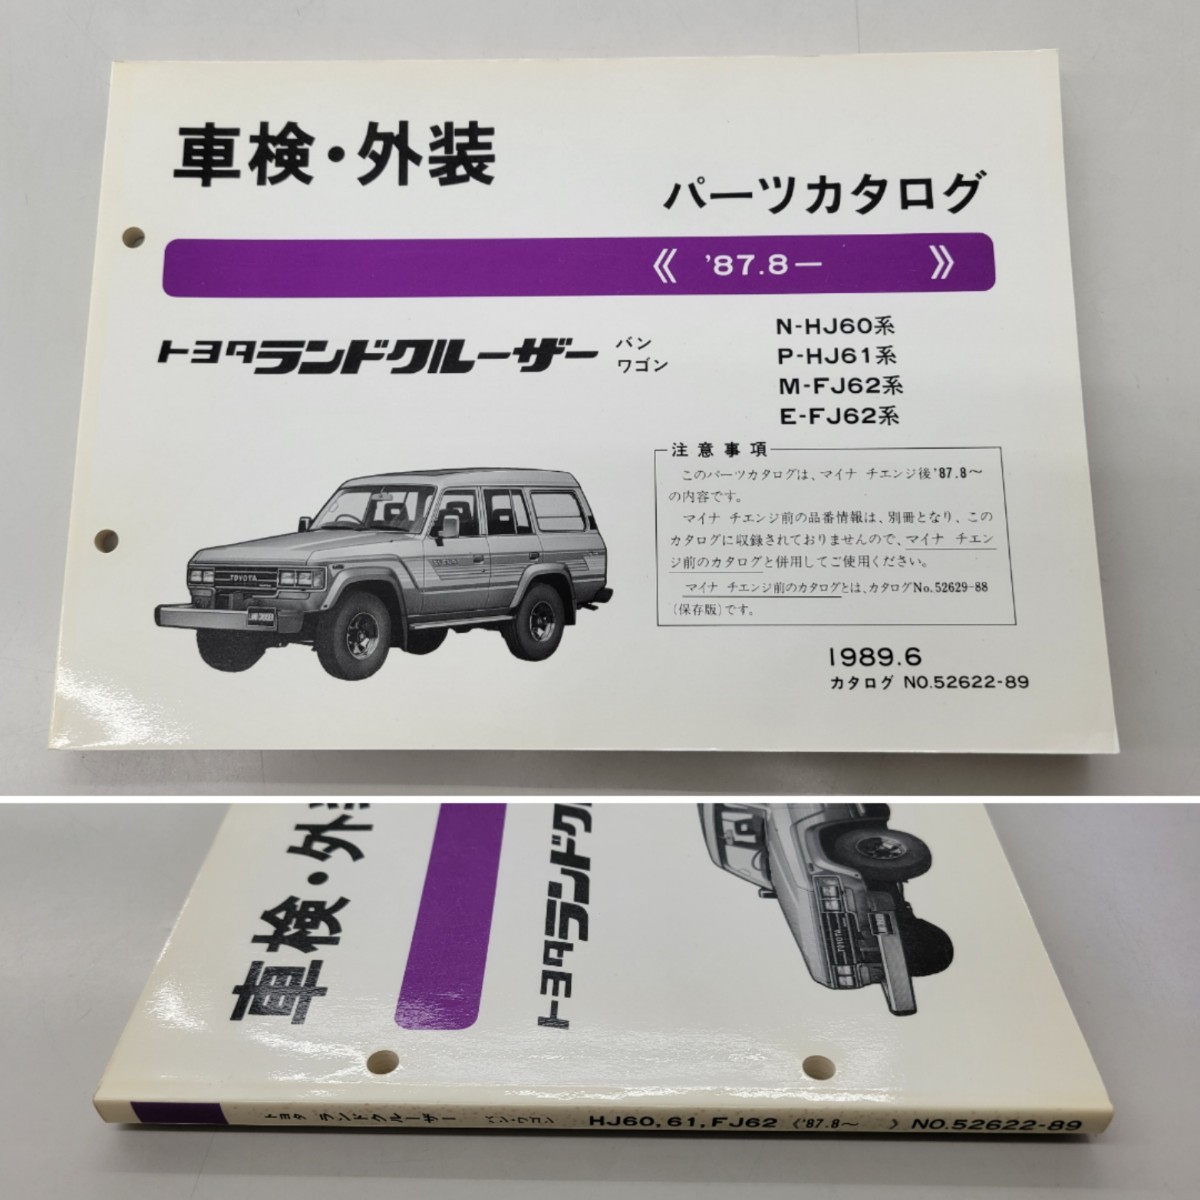 車検・外装
パーツカタログ
《 '87.8— 》
トヨタランドクルーザー バン
ワゴン
N-HJ60系
P-HJ61系
M-FJ62系
E-FJ62系
注意事項
このパーツカタログは、マイナ チエンジ後'87.8〜
の内容です。
マイナ チエンジ前の品番情報は、別冊となり、この
カタログに収録されておりませんので、マイナ チエン
ジ前のカタログと併用してご使用ください。
マイナ チエンジ前のカタログとは、カタログNo.52629-88
(保存版)です。
TOYOTA
1989.6
カタログ NO.52622-89
車検・外装
トヨタランドクル
TOYOTA
トヨタ ランドクルーザー バン・ワゴン HJ60, 61, FJ62 《'87.8〜 》 NO.52622-89